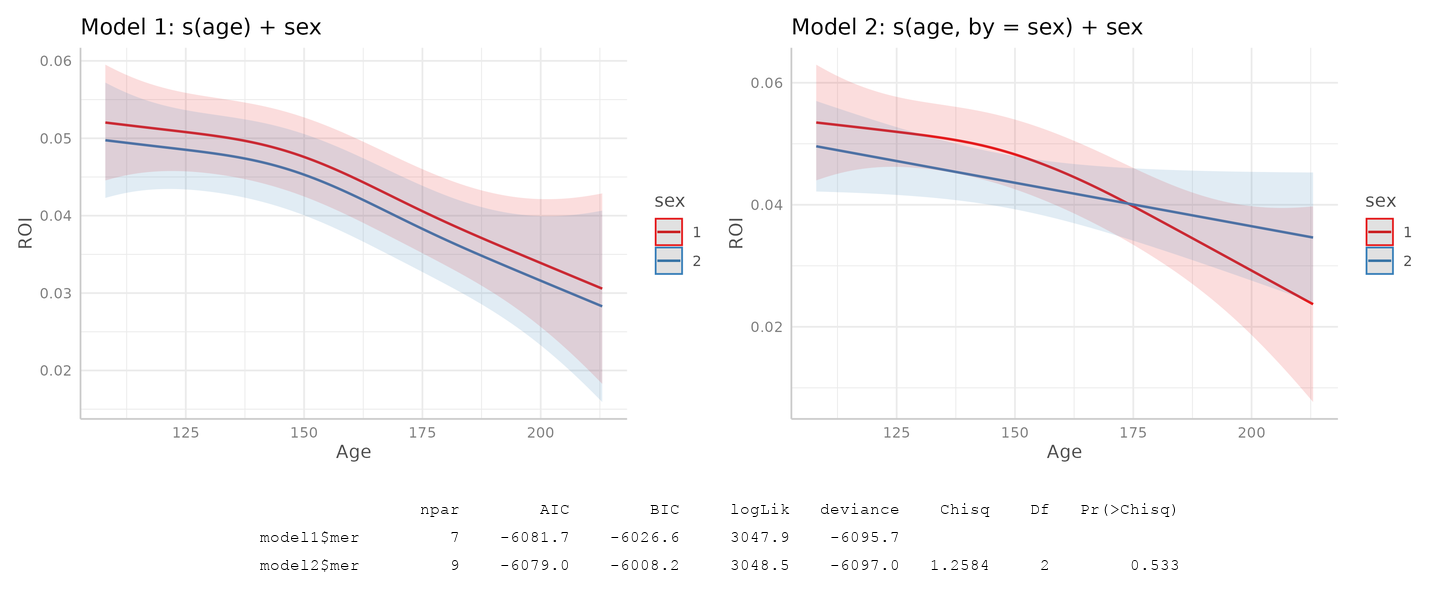 Model 1: s(age) + sex
0.06
0.05
0.04
0.03
0.02
ROI
125 150 175 200
Age
sex
1
2
Model 2: s(age, by = sex) + sex
0.06
0.04
0.02
ROI
125 150 175 200
Age
sex
1
2
npar AIC BIC logLik deviance Chisq Df Pr(>Chisq)
model1$mer 7 -6081.7 -6026.6 3047.9 -6095.7
model2$mer 9 -6079.0 -6008.2 3048.5 -6097.0 1.2584 2 0.533